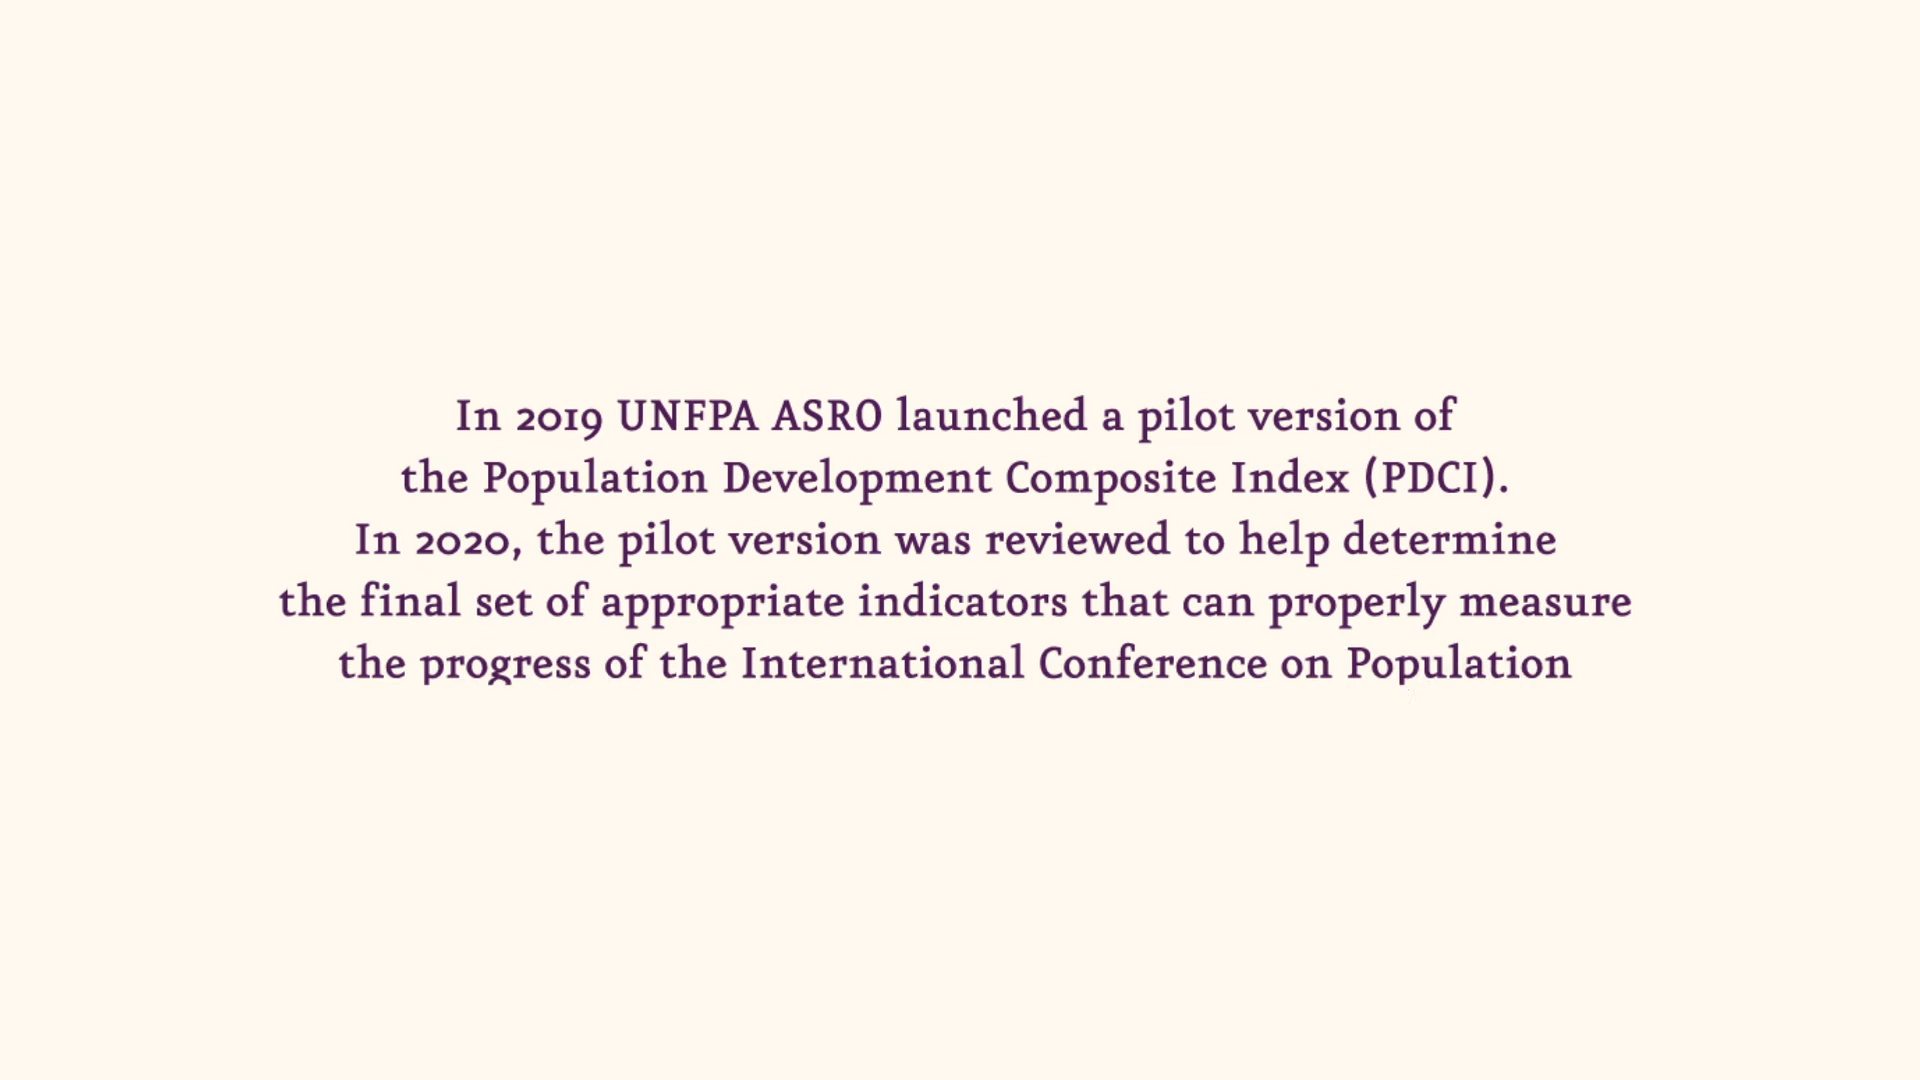 In 2019 UNFPA ASRO launched a pilot version of
the Population Development Composite Index (PDCI).
In 2020, the pilot version was reviewed to help determine
the final set of appropriate indicators that can properly measure
the progress of the International Conference on Population